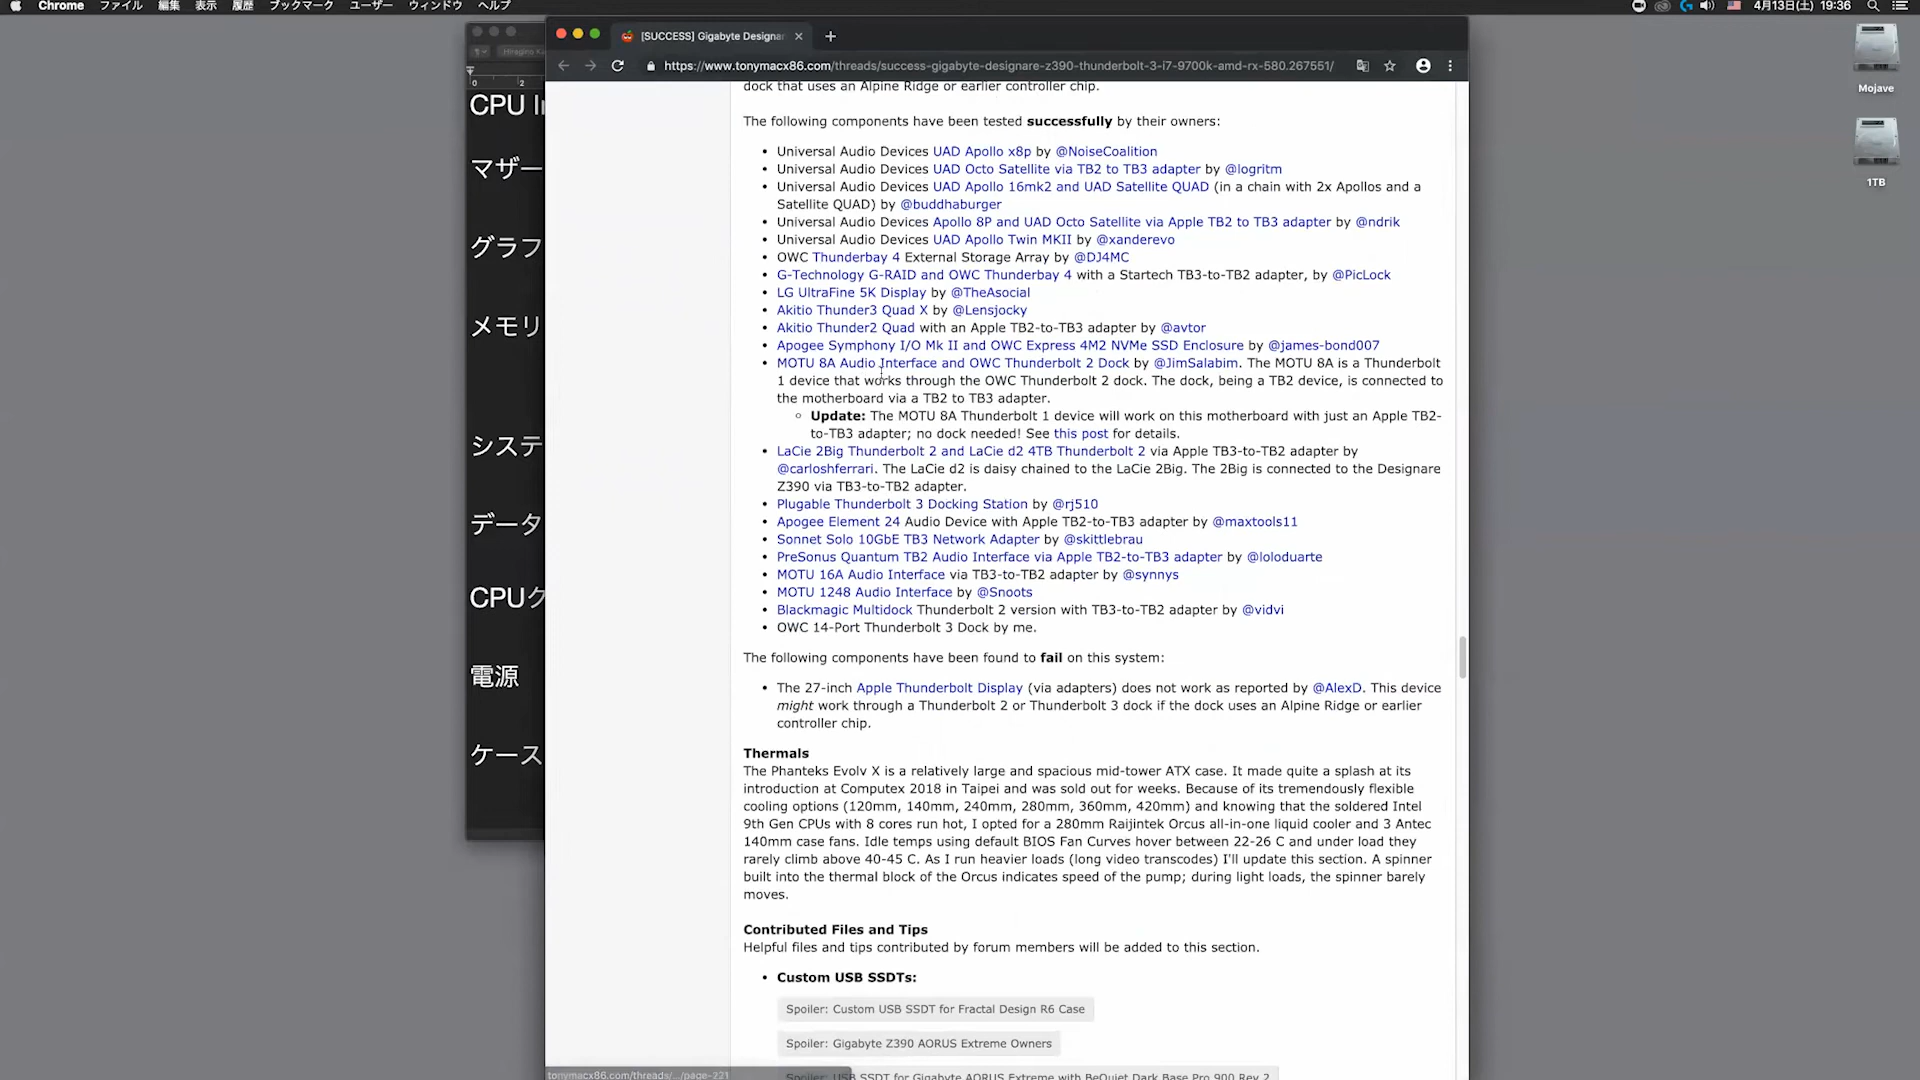 Chrome ファイル 編集 表示 履歴 ブックマーク ユーザー ウィンドウ ヘルプ 4月13日(土) 19:36
[SUCCESS] Gigabyte Designar
https://www.tonymacx86.com/threads/success-gigabyte-designare-z390-thunderbolt-3-i7-9700k-amd-rx-580.267551/
Mojave
1TB
0 2
CPU
マザー
グラフ
メモリ
システ
データ
CPUク
電源
ケース
dock that uses an Alpine Ridge or earlier controller chip.
The following components have been tested successfully by their owners:
• Universal Audio Devices UAD Apollo x8p by @NoiseCoalition
• Universal Audio Devices UAD Octo Satellite via TB2 to TB3 adapter by @logritm
• Universal Audio Devices UAD Apollo 16mk2 and UAD Satellite QUAD (in a chain with 2x Apollos and a
Satellite QUAD) by @buddhaburger
• Universal Audio Devices Apollo 8P and UAD Octo Satellite via Apple TB2 to TB3 adapter by @ndrik
• Universal Audio Devices UAD Apollo Twin MKII by @xanderevo
• OWC Thunderbay 4 External Storage Array by @DJ4MC
• G-Technology G-RAID and OWC Thunderbay 4 with a Startech TB3-to-TB2 adapter, by @PicLock
• LG UltraFine 5K Display by @TheAsocial
• Akitio Thunder3 Quad X by @Lensjocky
• Akitio Thunder2 Quad with an Apple TB2-to-TB3 adapter by @avtor
• Apogee Symphony I/O Mk II and OWC Express 4M2 NVMe SSD Enclosure by @james-bond007
• MOTU 8A Audio Interface and OWC Thunderbolt 2 Dock by @JimSalabim. The MOTU 8A is a Thunderbolt
1 device that works through the OWC Thunderbolt 2 dock. The dock, being a TB2 device, is connected to
the motherboard via a TB2 to TB3 adapter.
○ Update: The MOTU 8A Thunderbolt 1 device will work on this motherboard with just an Apple TB2-
to-TB3 adapter; no dock needed! See this post for details.
• LaCie 2Big Thunderbolt 2 and LaCie d2 4TB Thunderbolt 2 via Apple TB3-to-TB2 adapter by
@carloshferrari. The LaCie d2 is daisy chained to the LaCie 2Big. The 2Big is connected to the Designare
Z390 via TB3-to-TB2 adapter.
• Plugable Thunderbolt 3 Docking Station by @rj510
• Apogee Element 24 Audio Device with Apple TB2-to-TB3 adapter by @maxtools11
• Sonnet Solo 10GbE TB3 Network Adapter by @skittlebrau
• PreSonus Quantum TB2 Audio Interface via Apple TB2-to-TB3 adapter by @loloduarte
• MOTU 16A Audio Interface via TB3-to-TB2 adapter by @synnys
• MOTU 1248 Audio Interface by @Snoots
• Blackmagic Multidock Thunderbolt 2 version with TB3-to-TB2 adapter by @vidvi
• OWC 14-Port Thunderbolt 3 Dock by me.
The following components have been found to fail on this system:
• The 27-inch Apple Thunderbolt Display (via adapters) does not work as reported by @AlexD. This device
might work through a Thunderbolt 2 or Thunderbolt 3 dock if the dock uses an Alpine Ridge or earlier
controller chip.
Thermals
The Phanteks Evolv X is a relatively large and spacious mid-tower ATX case. It made quite a splash at its
introduction at Computex 2018 in Taipei and was sold out for weeks. Because of its tremendously flexible
cooling options (120mm, 140mm, 240mm, 280mm, 360mm, 420mm) and knowing that the soldered Intel
9th Gen CPUs with 8 cores run hot, I opted for a 280mm Raijintek Orcus all-in-one liquid cooler and 3 Antec
140mm case fans. Idle temps using default BIOS Fan Curves hover between 22-26 C and under load they
rarely climb above 40-45 C. As I run heavier loads (long video transcodes) I'll update this section. A spinner
built into the thermal block of the Orcus indicates speed of the pump; during light loads, the spinner barely
moves.
Contributed Files and Tips
Helpful files and tips contributed by forum members will be added to this section.
• Custom USB SSDTs:
Spoiler: Custom USB SSDT for Fractal Design R6 Case
Spoiler: Gigabyte Z390 AORUS Extreme Owners
USB SSDT for Gigabyte AORUS Extreme with BeQuiet Dark Base Pro 900 Rev 2
tonymacx86.com/threads/.../page-221